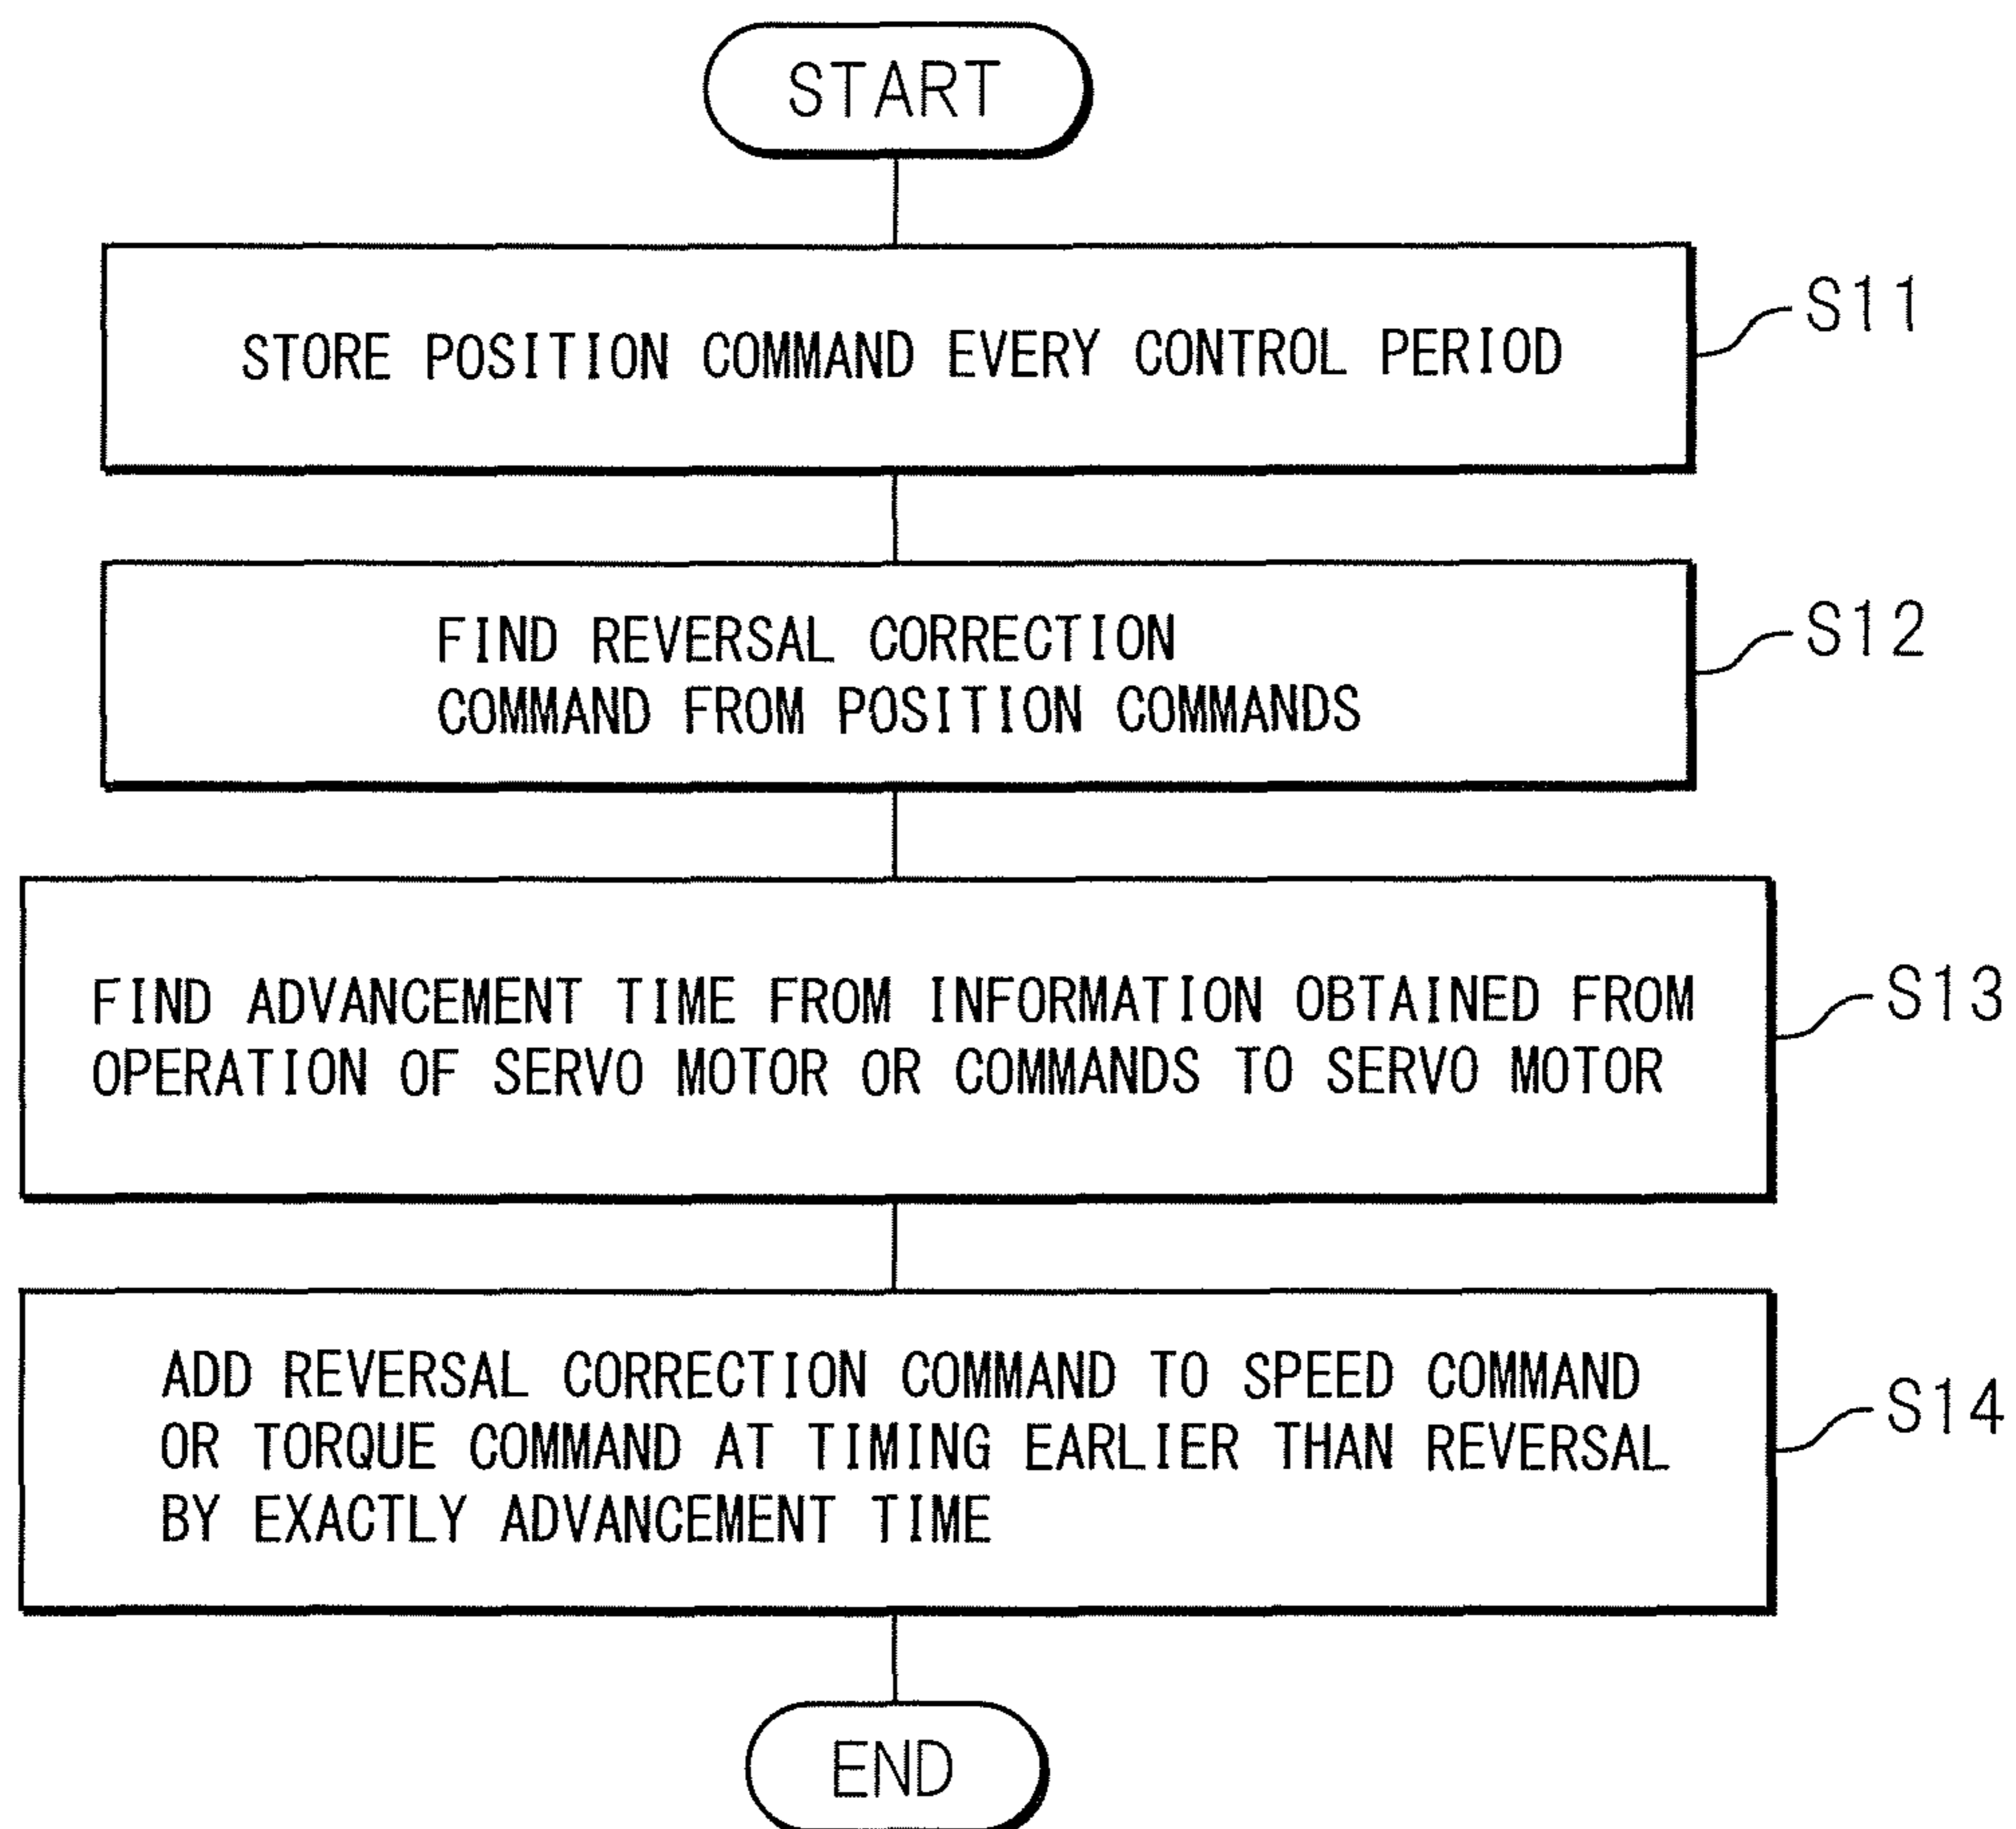 START
STORE POSITION COMMAND EVERY CONTROL PERIOD
S11
FIND REVERSAL CORRECTION
COMMAND FROM POSITION COMMANDS
S12
FIND ADVANCEMENT TIME FROM INFORMATION OBTAINED FROM
OPERATION OF SERVO MOTOR OR COMMANDS TO SERVO MOTOR
S13
ADD REVERSAL CORRECTION COMMAND TO SPEED COMMAND
OR TORQUE COMMAND AT TIMING EARLIER THAN REVERSAL
BY EXACTLY ADVANCEMENT TIME
S14
END